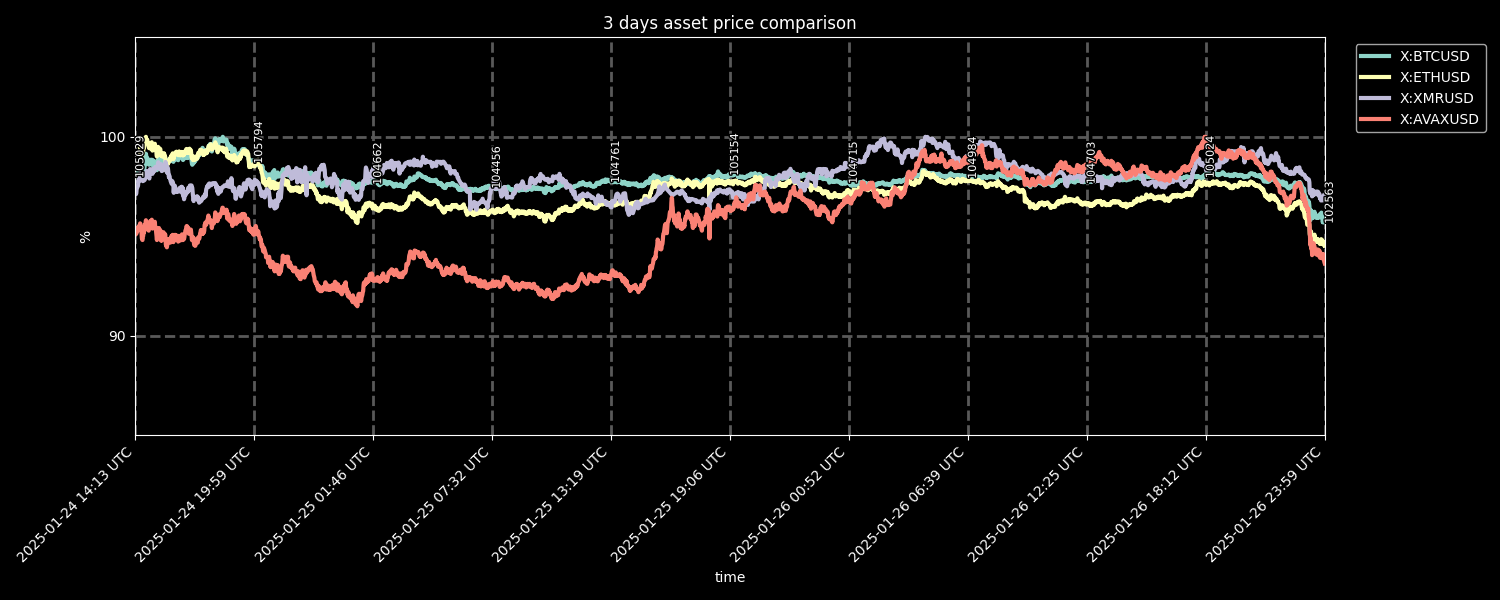 3 days asset price comparison
X:BTCUSD
X:ETHUSD
X:XMRUSD
X:AVAXUSD
100
90
%
105029
105794
104662
104456
104761
105154
104715
104984
104703
105024
102563
2025-01-24 14:13 UTC
2025-01-24 19:59 UTC
2025-01-25 01:46 UTC
2025-01-25 07:32 UTC
2025-01-25 13:19 UTC
2025-01-25 19:06 UTC
2025-01-26 00:52 UTC
2025-01-26 06:39 UTC
2025-01-26 12:25 UTC
2025-01-26 18:12 UTC
2025-01-26 23:59 UTC
time